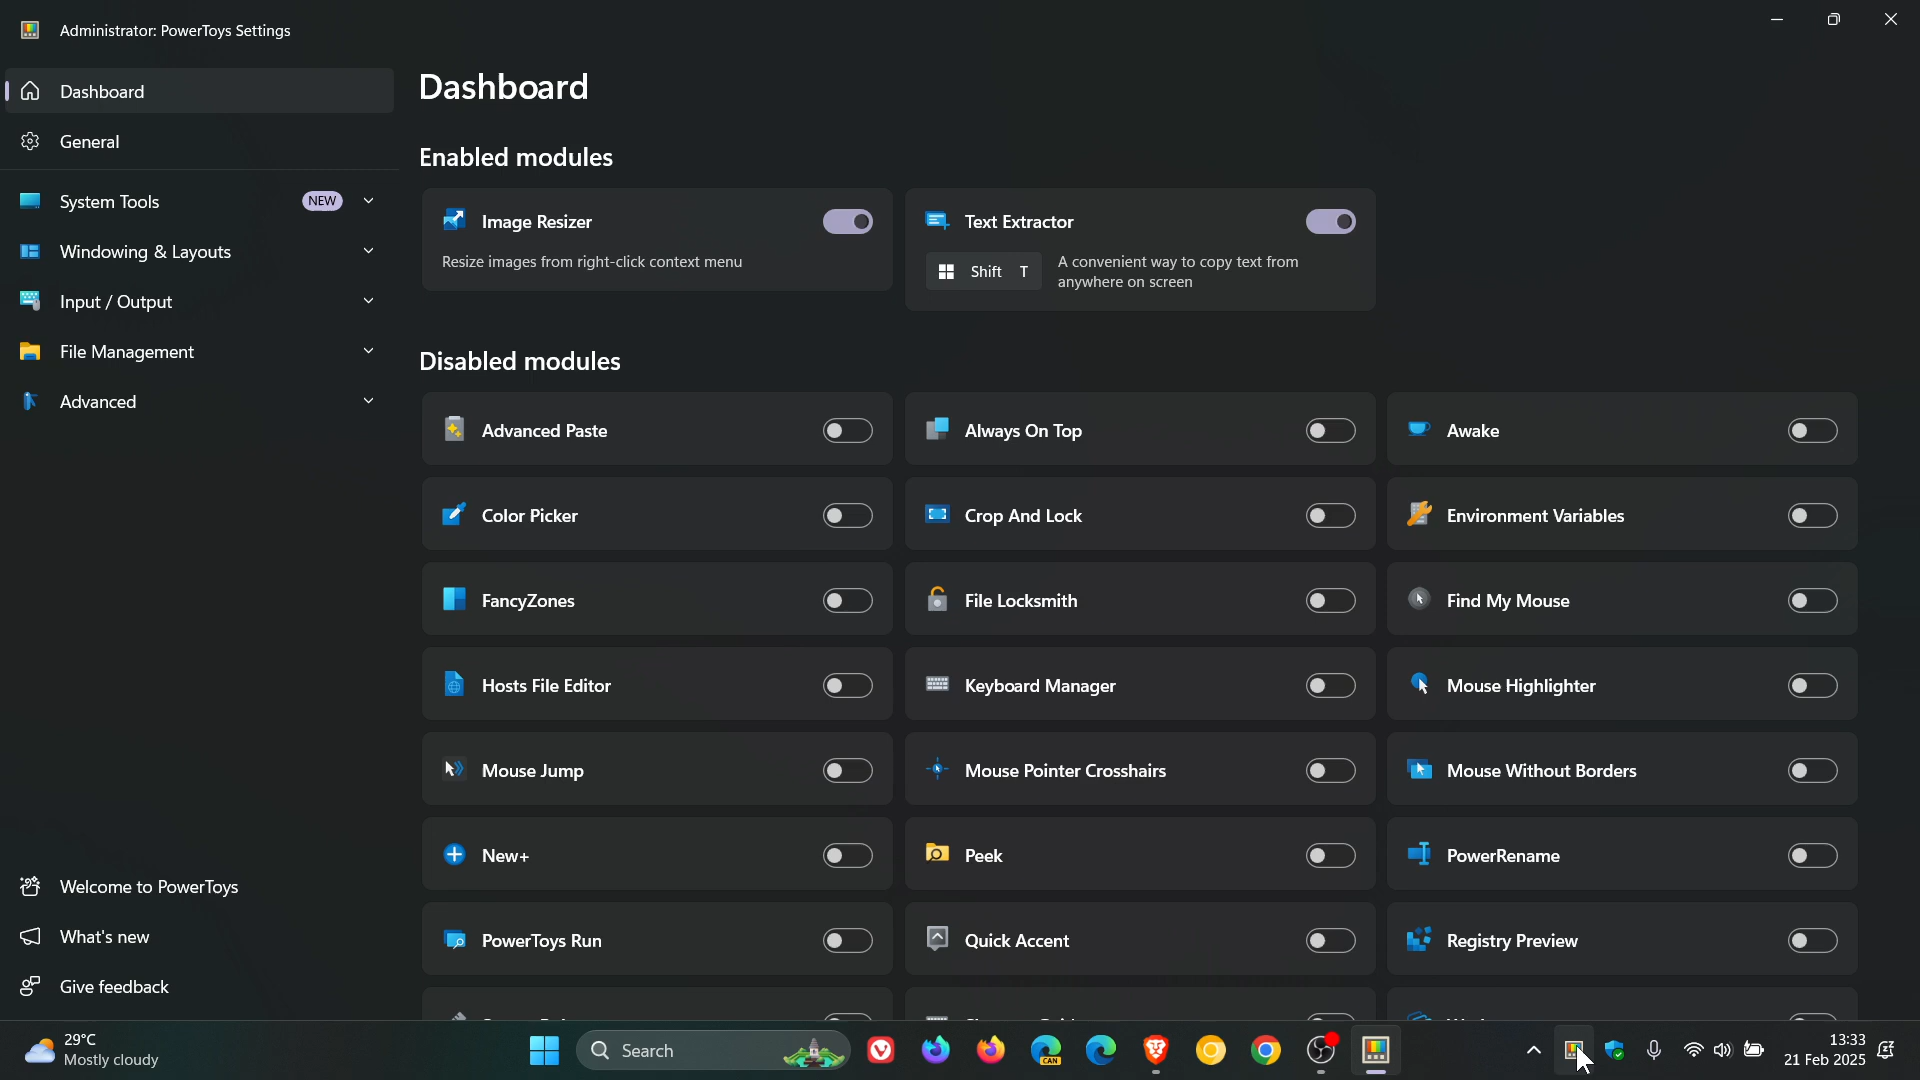 Administrator: PowerToys Settings
Dashboard
General
System Tools NEW
Windowing & Layouts
Input / Output
File Management
Advanced
Welcome to PowerToys
What's new
Give feedback
Dashboard
Enabled modules
Image Resizer
Resize images from right-click context menu
Text Extractor
Shift T
A convenient way to copy text from
anywhere on screen
Disabled modules
Advanced Paste
Always On Top
Awake
Color Picker
Crop And Lock
Environment Variables
FancyZones
File Locksmith
Find My Mouse
Hosts File Editor
Keyboard Manager
Mouse Highlighter
Mouse Jump
Mouse Pointer Crosshairs
Mouse Without Borders
New+
Peek
PowerRename
PowerToys Run
Quick Accent
Registry Preview
29°C
Mostly cloudy
Search
CAN
13:33
21 Feb 2025